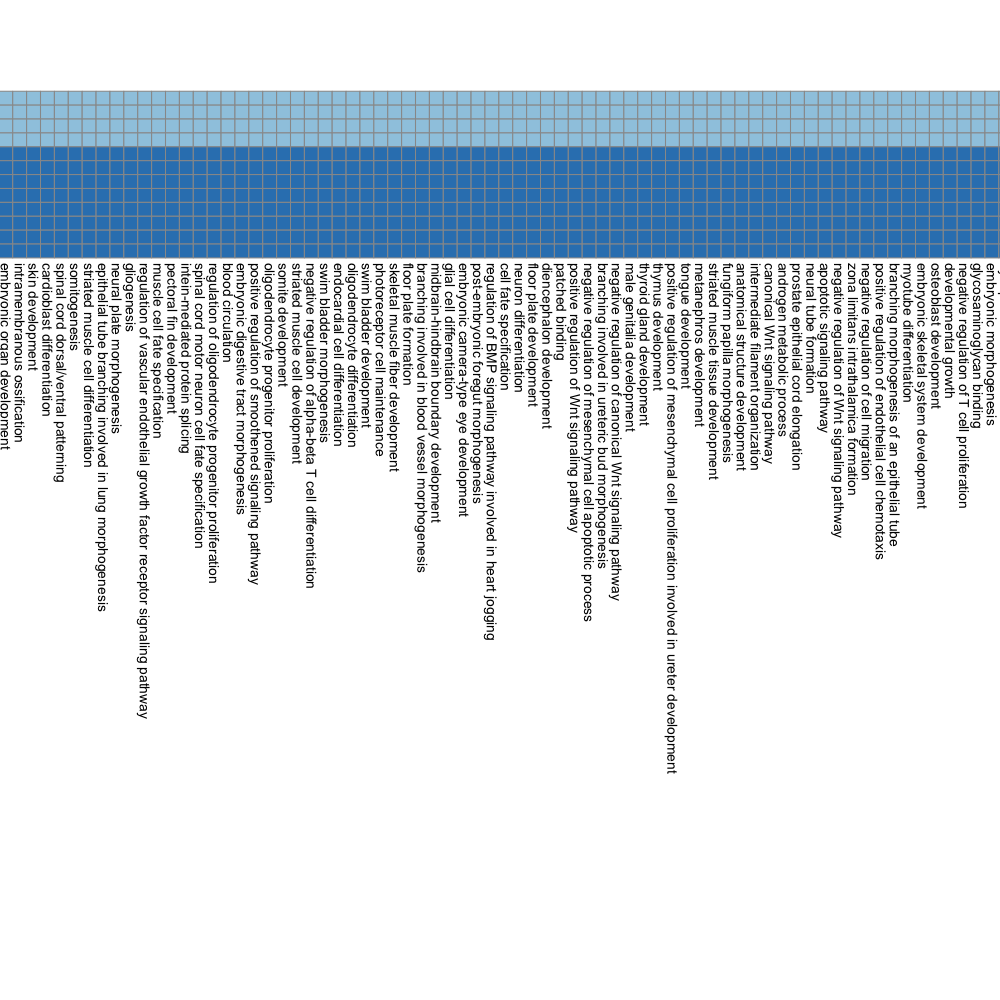 embryonic organ development
intramembranous ossification
skin development
cardioblast differentiation
spinal cord dorsal/ventral patterning
somitogenesis
striated muscle cell differentiation
epithelial tube branching involved in lung morphogenesis
neural plate morphogenesis
gliogenesis
regulation of vascular endothelial growth factor receptor signaling pathway
muscle cell fate specification
pectoral fin development
intein-mediated protein splicing
spinal cord motor neuron cell fate specification
regulation of oligodendrocyte progenitor proliferation
blood circulation
embryonic digestive tract morphogenesis
positive regulation of smoothened signaling pathway
oligodendrocyte progenitor proliferation
somite development
striated muscle cell development
negative regulation of alpha-beta T cell differentiation
swim bladder morphogenesis
endocardial cell differentiation
oligodendrocyte differentiation
swim bladder development
photoreceptor cell maintenance
skeletal muscle fiber development
floor plate formation
branching involved in blood vessel morphogenesis
midbrain-hindbrain boundary development
glial cell differentiation
embryonic camera-type eye development
post-embryonic foregut morphogenesis
regulation of BMP signaling pathway involved in heart jogging
cell fate specification
neuron differentiation
floor plate development
diencephalon development
patched binding
positive regulation of Wnt signaling pathway
negative regulation of mesenchymal cell apoptotic process
branching involved in ureteric bud morphogenesis
negative regulation of canonical Wnt signaling pathway
male genitalia development
thyroid gland development
thymus development
positive regulation of mesenchymal cell proliferation involved in ureter development
tongue development
metanephros development
striated muscle tissue development
fungiform papilla morphogenesis
anatomical structure development
intermediate filament organization
canonical Wnt signaling pathway
androgen metabolic process
prostate epithelial cord elongation
neural tube formation
apoptotic signaling pathway
negative regulation of Wnt signaling pathway
zona limitans intrathalamica formation
negative regulation of cell migration
positive regulation of endothelial cell chemotaxis
branching morphogenesis of an epithelial tube
myotube differentiation
embryonic skeletal system development
osteoblast development
developmental growth
negative regulation of T cell proliferation
glycosaminoglycan binding
embryonic morphogenesis